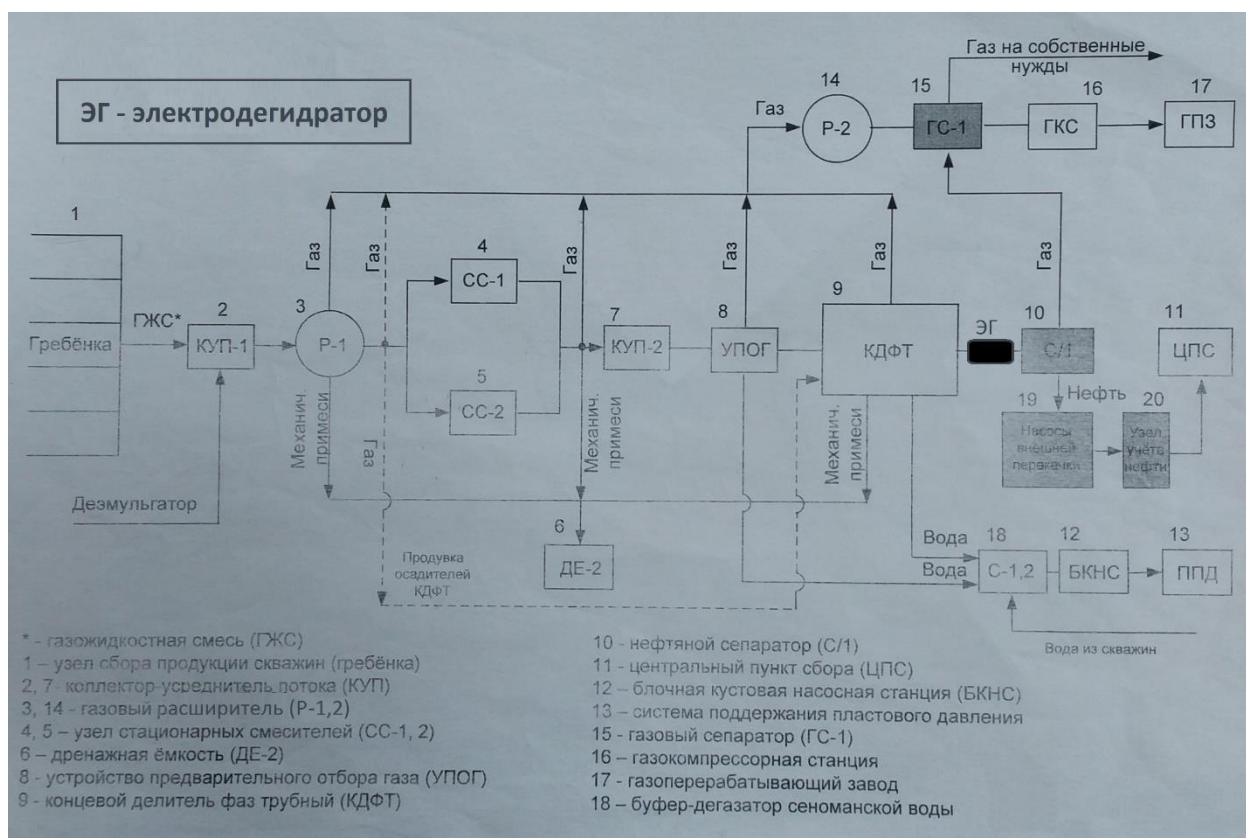 Газ на собственные
нужды
ЭГ - электродегидратор
14
15
16
17
Газ
Р-2
ГС-1
ГКС
ГПЗ
1
Газ
Газ
4
Газ
Газ
Газ
Газ
СС-1
3
7
8
9
ЭГ
10
11
ГЖС*
2
Гребёнка
КУП-1
Р-1
КУП-2
УПОГ
КДФТ
С/1
ЦПС
5
СС-2
Механич.
примеси
Газ
Механич.
примеси
Механич.
примеси
Нефть
19
20
Насосы
внешней
перекачки
Узел
учёта
нефти
Деэмульгатор
6
ДЕ-2
Продувка
осадителей
КДФТ
Вода
Вода
18
12
13
С-1,2
БКНС
ППД
Вода из скважин
* - газожидкостная смесь (ГЖС)
1 – узел сбора продукции скважин (гребёнка)
2, 7 - коллектор-усреднитель потока (КУП)
3, 14 - газовый расширитель (Р-1,2)
4, 5 – узел стационарных смесителей (СС-1, 2)
6 – дренажная ёмкость (ДЕ-2)
8 - устройство предварительного отбора газа (УПОГ)
9 - концевой делитель фаз трубный (КДФТ)
10 - нефтяной сепаратор (С/1)
11 - центральный пункт сбора (ЦПС)
12 – блочная кустовая насосная станция (БКНС)
13 – система поддержания пластового давления
15 - газовый сепаратор (ГС-1)
16 – газокомпрессорная станция
17 - газоперерабатывающий завод
18 – буфер-дегазатор сеноманской воды